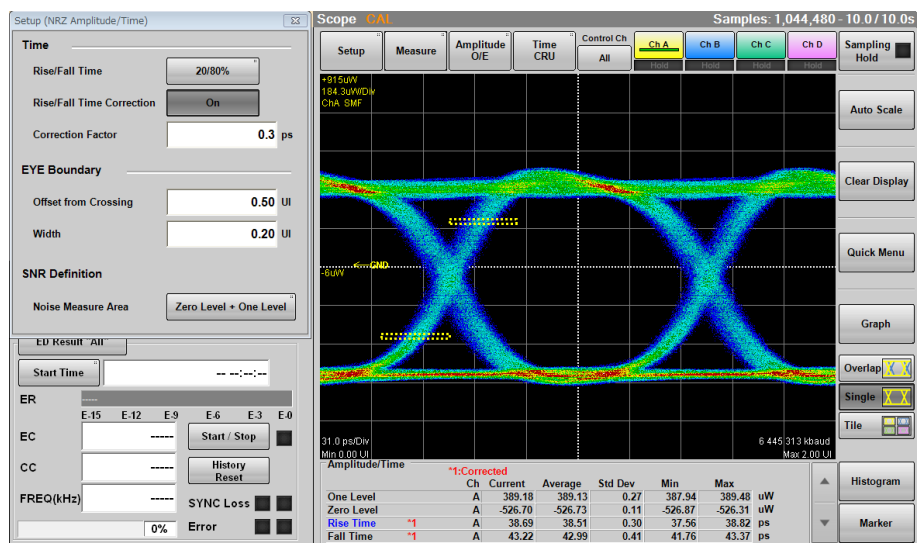 Setup (NRZ Amplitude/Time)
Time
Rise/Fall Time 20/80%
Rise/Fall Time Correction On
Correction Factor 0.3 ps
EYE Boundary
Offset from Crossing 0.50 UI
Width 0.20 UI
SNR Definition
Noise Measure Area Zero Level + One Level
ED Result "All"
Start Time -- --:--:--
ER ----
E-15 E-12 E-9 E-6 E-3 E-0
EC ----- Start / Stop
CC ----- History Reset
FREQ(kHz) ----- SYNC Loss
0% Error
Scope CAL Samples: 1,044,480 - 10.0 / 10.0s
Setup Measure Amplitude O/E Time CRU Control Ch All Ch A Hold Ch B Hold Ch C Hold Ch D Hold Sampling Hold
+915uW
184.3uW/Div
ChA SMF
GND
-6uW
31.0 ps/Div 6 445 313 kbaud
Min 0.00 UI Max 2.00 UI
Auto Scale
Clear Display
Quick Menu
Graph
Overlap
Single
Tile
Histogram
Marker
Amplitude/Time
*1:Corrected
Ch Current Average Std Dev Min Max
One Level A 389.18 389.13 0.27 387.94 389.48 uW
Zero Level A -526.70 -526.73 0.11 -526.87 -526.31 uW
Rise Time *1 A 38.69 38.51 0.30 37.56 38.82 ps
Fall Time *1 A 43.22 42.99 0.41 41.76 43.37 ps